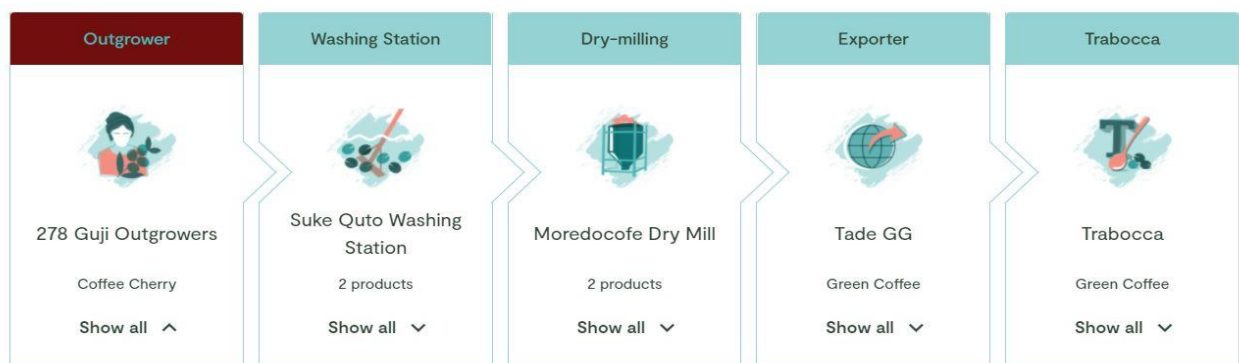 Outgrower
278 Guji Outgrowers
Coffee Cherry
Show all
Washing Station
Suke Quto Washing
Station
2 products
Show all
Dry-milling
Moredocofe Dry Mill
2 products
Show all
Exporter
Tade GG
Green Coffee
Show all
Trabocca
T
Trabocca
Green Coffee
Show all